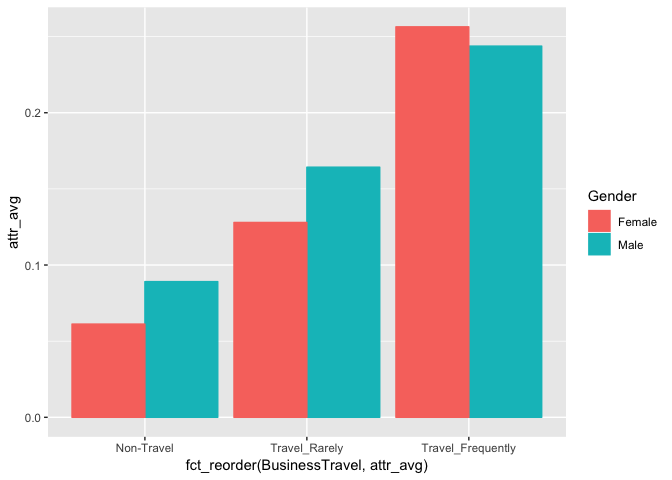 attr_avg
0.2
0.1
0.0
Non-Travel
Travel_Rarely
Travel_Frequently
fct_reorder(BusinessTravel, attr_avg)
Gender
Female
Male